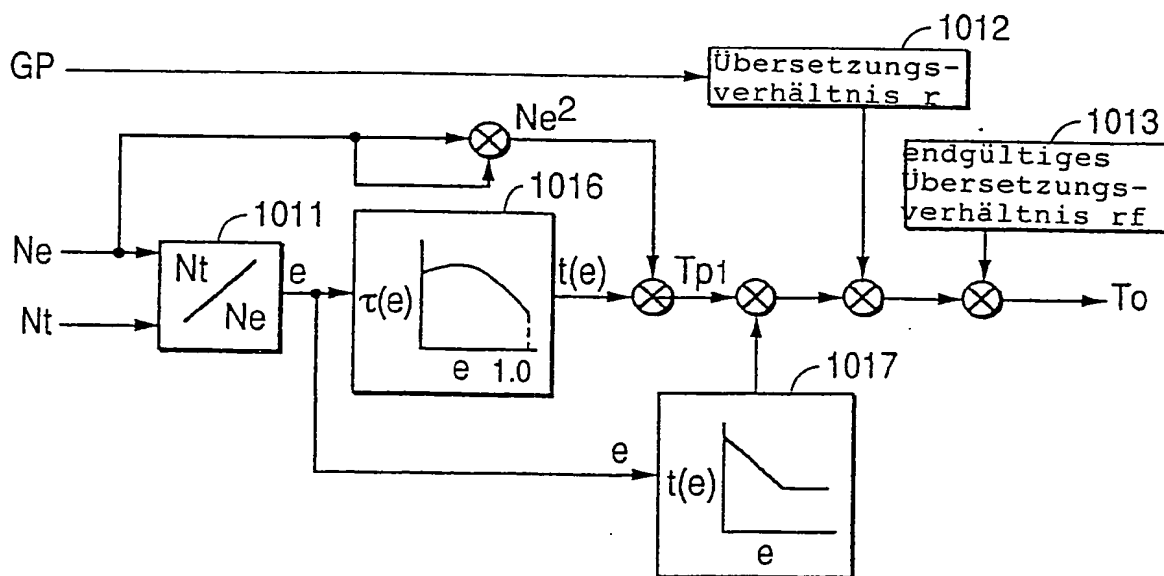 1012
GP
Übersetzungs-
verhältnis r
Ne²
1013
endgültiges
Übersetzungs-
verhältnis rf
1016
1011
Ne
Nt
Nt
Ne
e
τ(e)
e 1.0
t(e)
Tp1
To
1017
e
t(e)
e